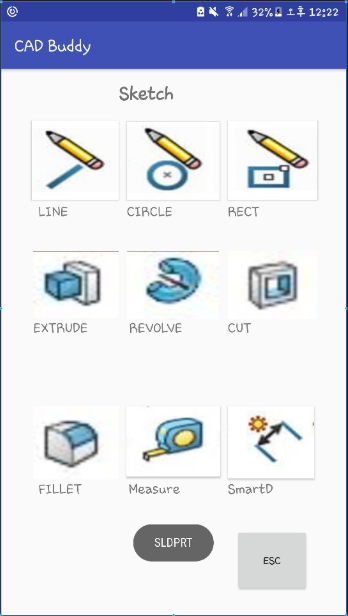 32% 오후 12:22
CAD Buddy
Sketch
LINE CIRCLE RECT
EXTRUDE REVOLVE CUT
FILLET Measure SmartD
SLDPRT
ESC